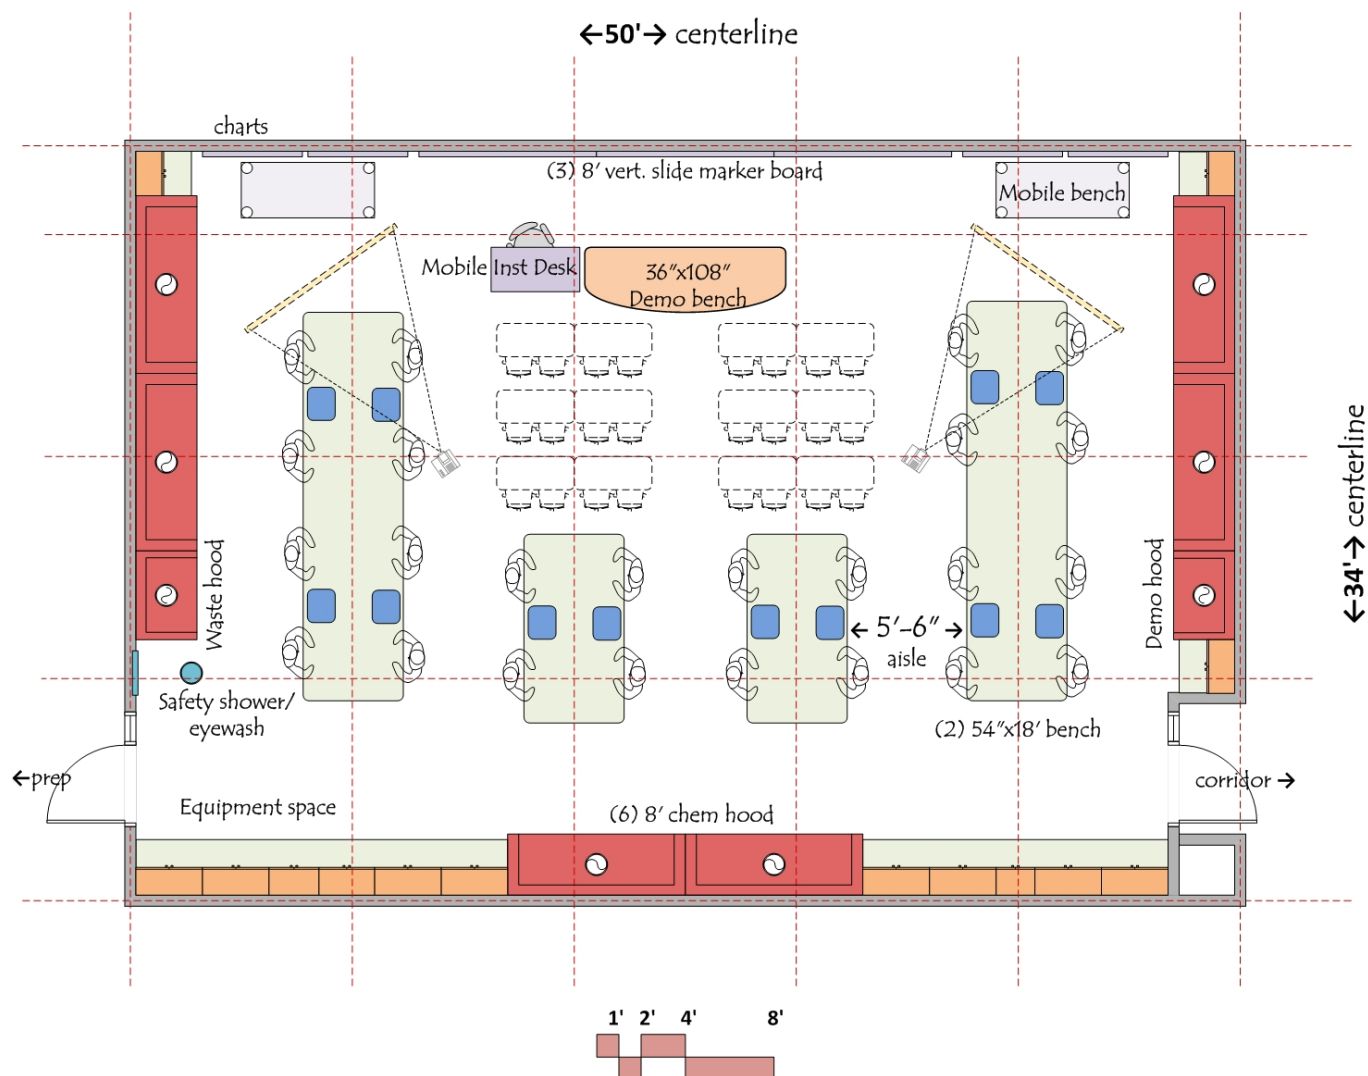 ←50'→ centerline
charts
(3) 8' vert. slide marker board
Mobile bench
Mobile Inst Desk
36"x108"
Demo bench
←34'→ centerline
Waste hood
Demo hood
← 5'-6" →
aisle
Safety shower/
eyewash
(2) 54"x18' bench
←prep
corridor →
Equipment space
(6) 8' chem hood
1' 2' 4' 8'